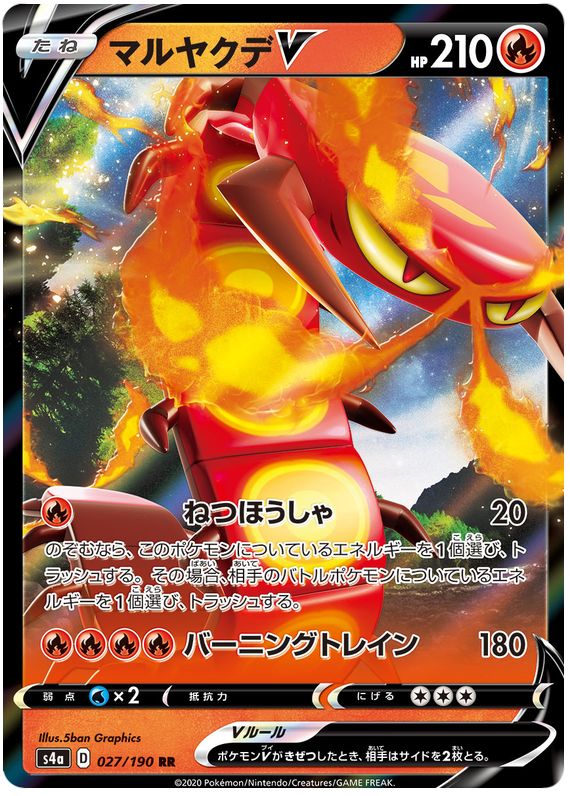 たね マルヤクデV HP210
ねつほうしゃ 20
のぞむなら、このポケモンについているエネルギーを1個選び、ト
ラッシュする。その場合、相手のバトルポケモンについているエネ
ルギーを1個選び、トラッシュする。
バーニングトレイン 180
弱点 ×2 抵抗力 にげる
Illus.5ban Graphics
Vルール
ポケモンVがきぜつしたとき、相手はサイドを2枚とる。
s4a D 027/190 RR
©2020 Pokémon/Nintendo/Creatures/GAME FREAK.